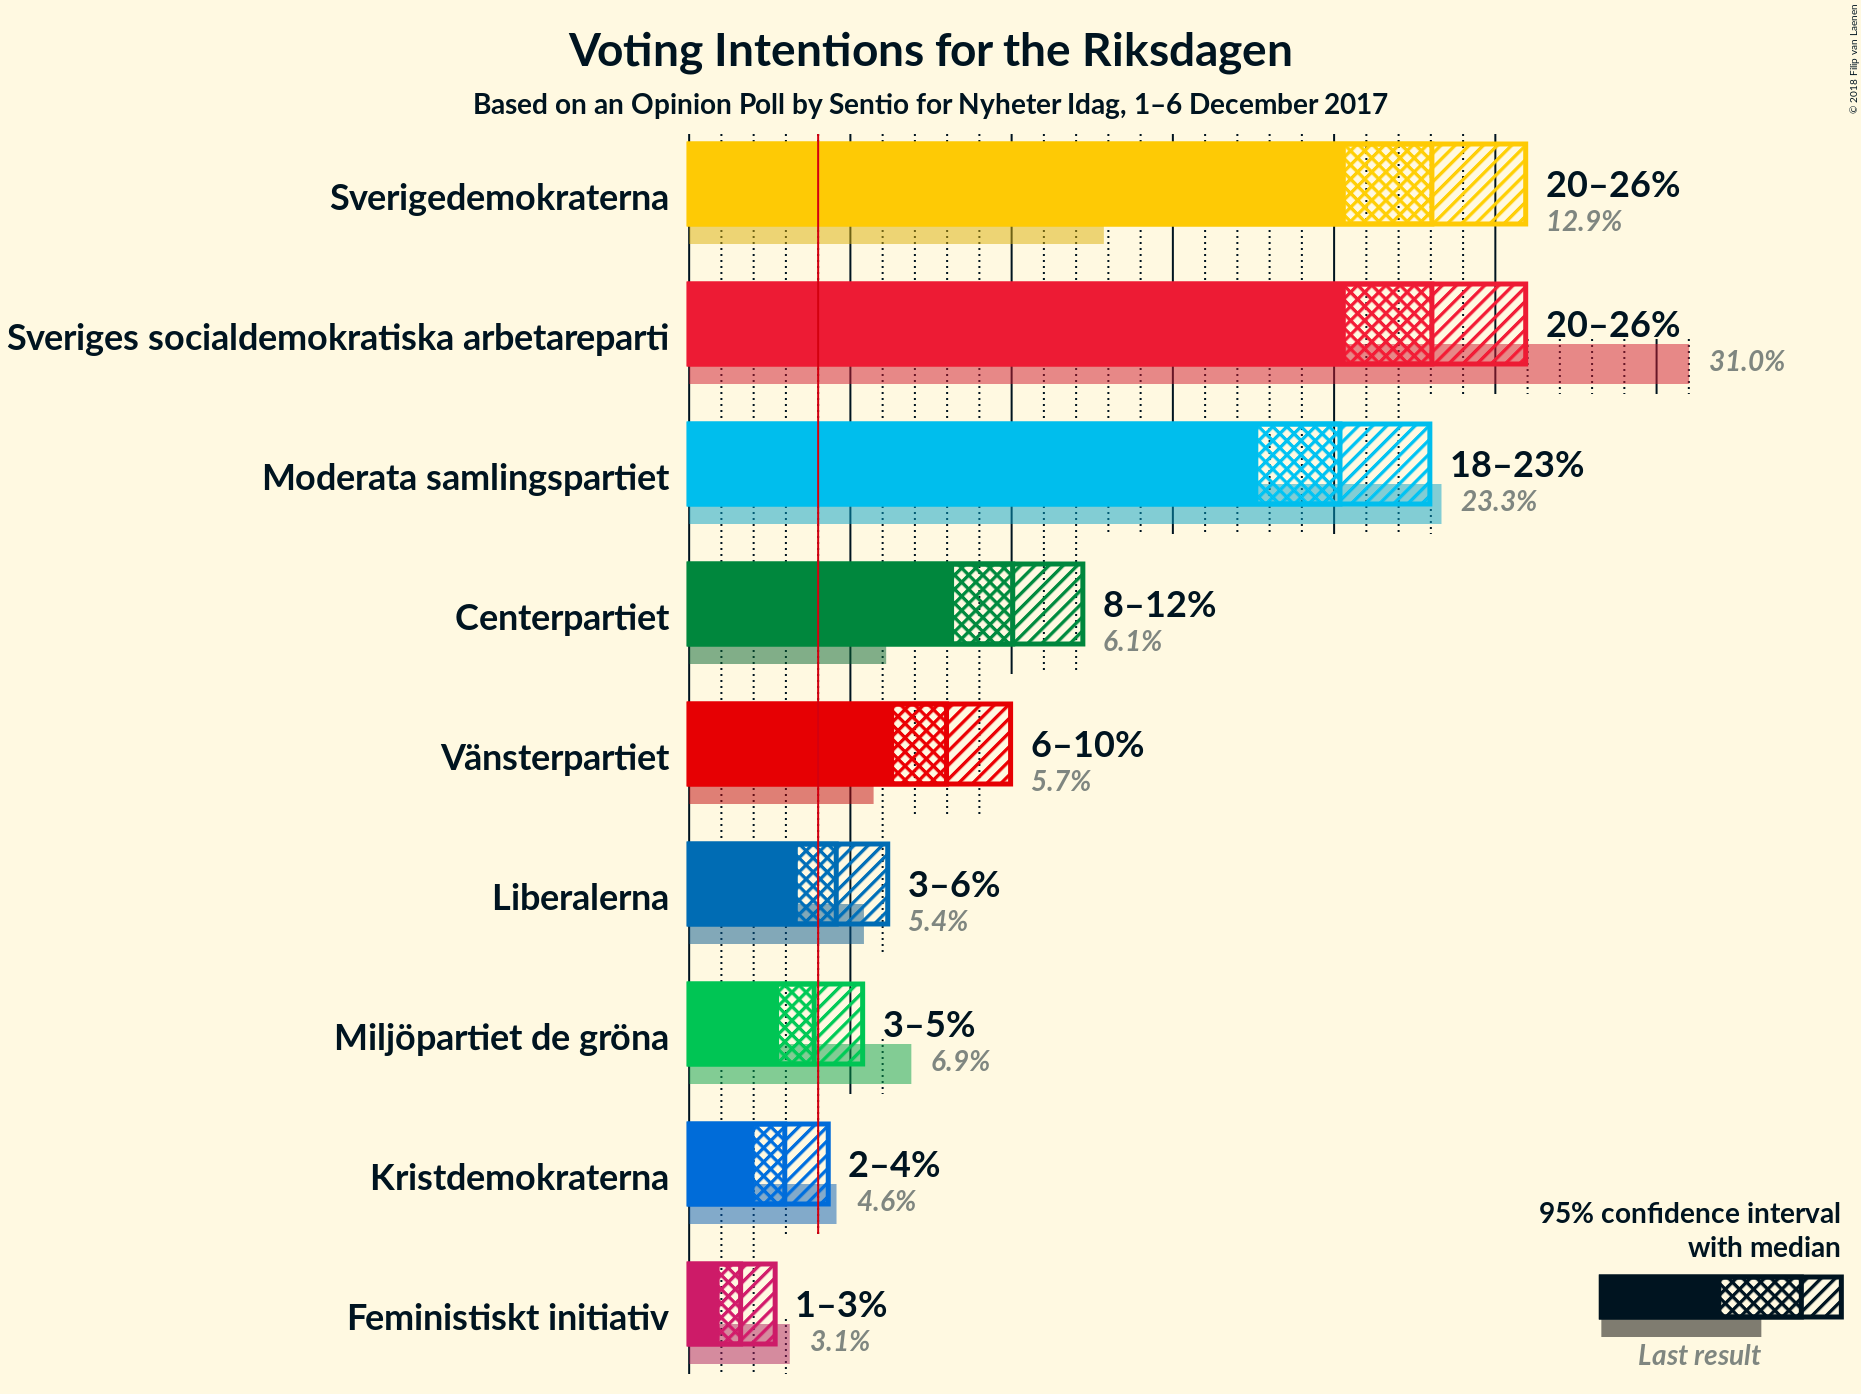 Voting Intentions for the Riksdagen
Based on an Opinion Poll by Sentio for Nyheter Idag, 1–6 December 2017
© 2018 Filip van Laenen
Sverigedemokraterna
20–26%
12.9%
Sveriges socialdemokratiska arbetareparti
20–26%
31.0%
Moderata samlingspartiet
18–23%
23.3%
Centerpartiet
8–12%
6.1%
Vänsterpartiet
6–10%
5.7%
Liberalerna
3–6%
5.4%
Miljöpartiet de gröna
3–5%
6.9%
Kristdemokraterna
2–4%
4.6%
Feministiskt initiativ
1–3%
3.1%
95% confidence interval
with median
Last result